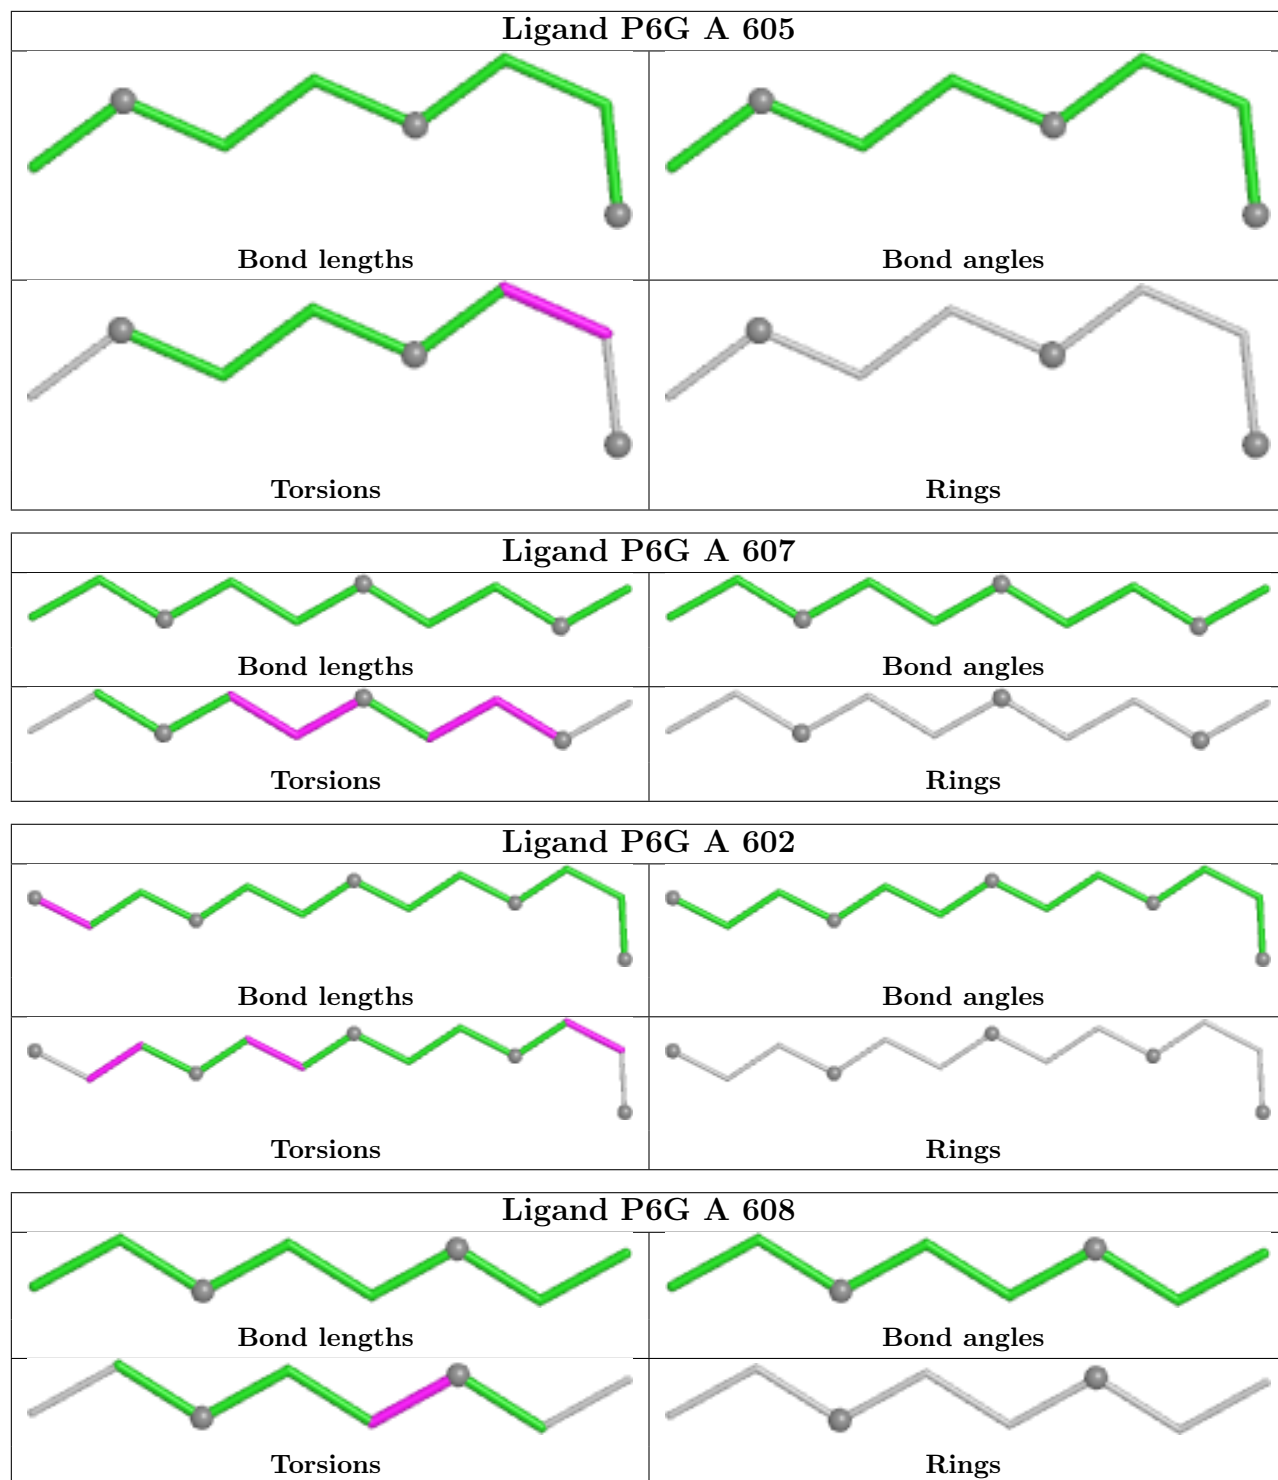 Ligand P6G A 605
Bond lengths
Bond angles
Torsions
Rings
Ligand P6G A 607
Bond lengths
Bond angles
Torsions
Rings
Ligand P6G A 602
Bond lengths
Bond angles
Torsions
Rings
Ligand P6G A 608
Bond lengths
Bond angles
Torsions
Rings